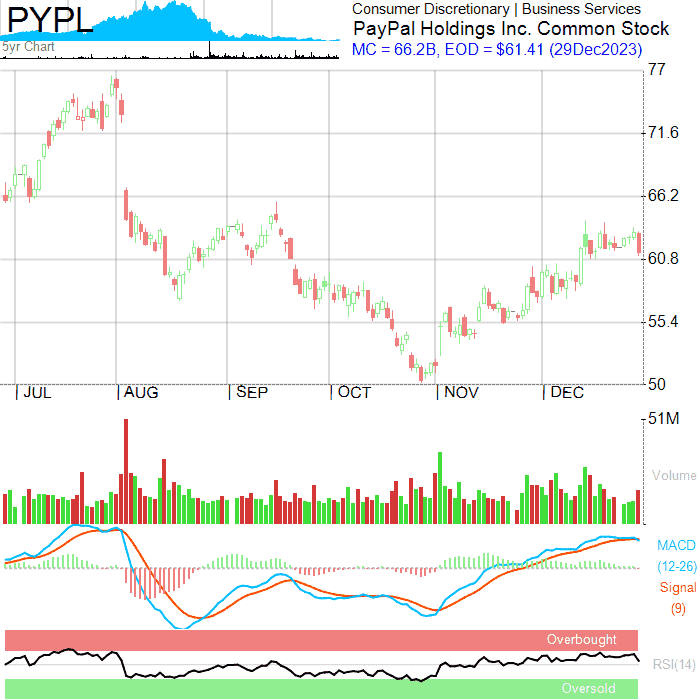 PYPL
5yr Chart
Consumer Discretionary | Business Services
PayPal Holdings Inc. Common Stock
MC = 66.2B, EOD = $61.41 (29Dec2023)
77
71.6
66.2
60.8
55.4
50
| JUL | AUG | SEP | OCT | NOV | DEC
51M
Volume
MACD
(12-26)
Signal
(9)
Overbought
RSI(14)
Oversold